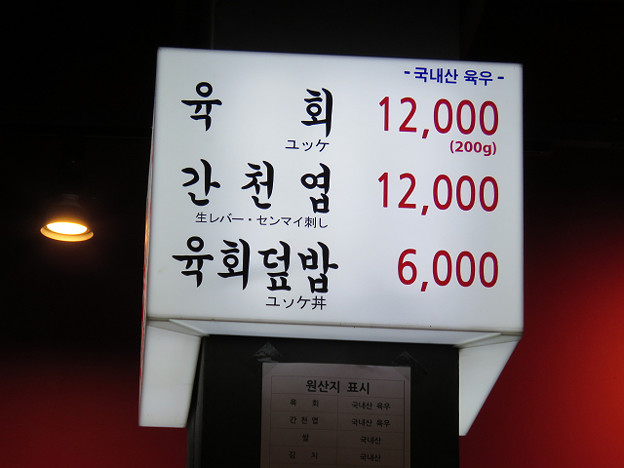 - 국내산 육우 -
육 회 12,000
ユッケ (200g)
간 천 엽 12,000
生レバー・センマイ刺し
육회덮밥 6,000
ユッケ丼
원산지 표시
육 회 국내산 육우
간 천 엽 국내산 육우
쌀 국내산
김 치 국내산